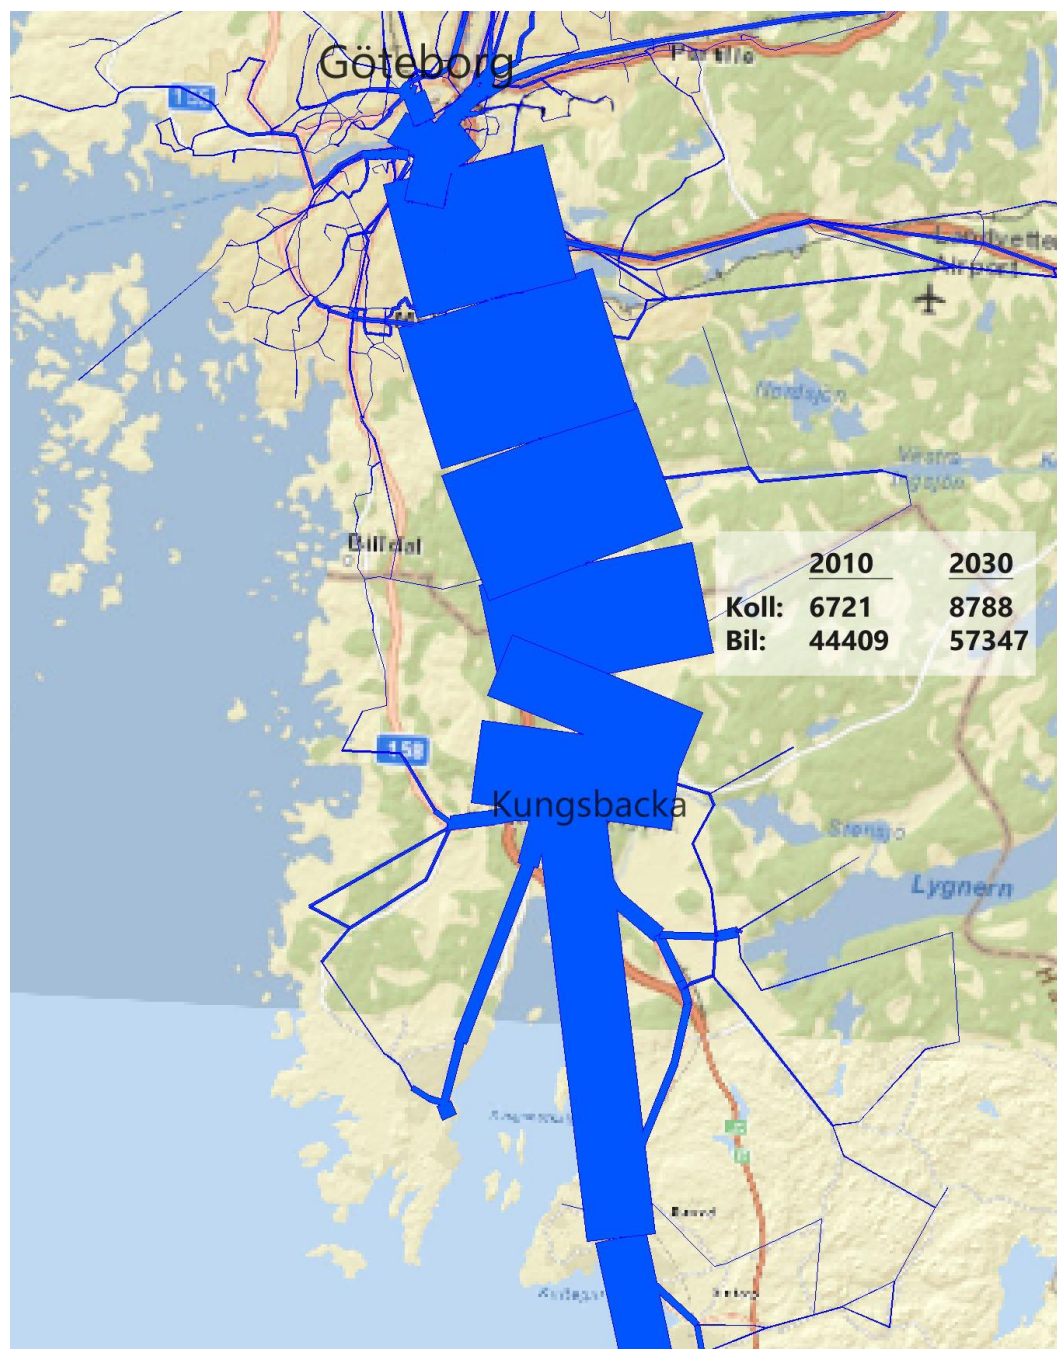 Göteborg
Partille
155
Landvetter
Airport
Nordsjön
Västra
Ingsjön
Billdal
2010 2030
Koll: 6721 8788
Bil: 44409 57347
158
Kungsbacka
Stensjö
Lygnern